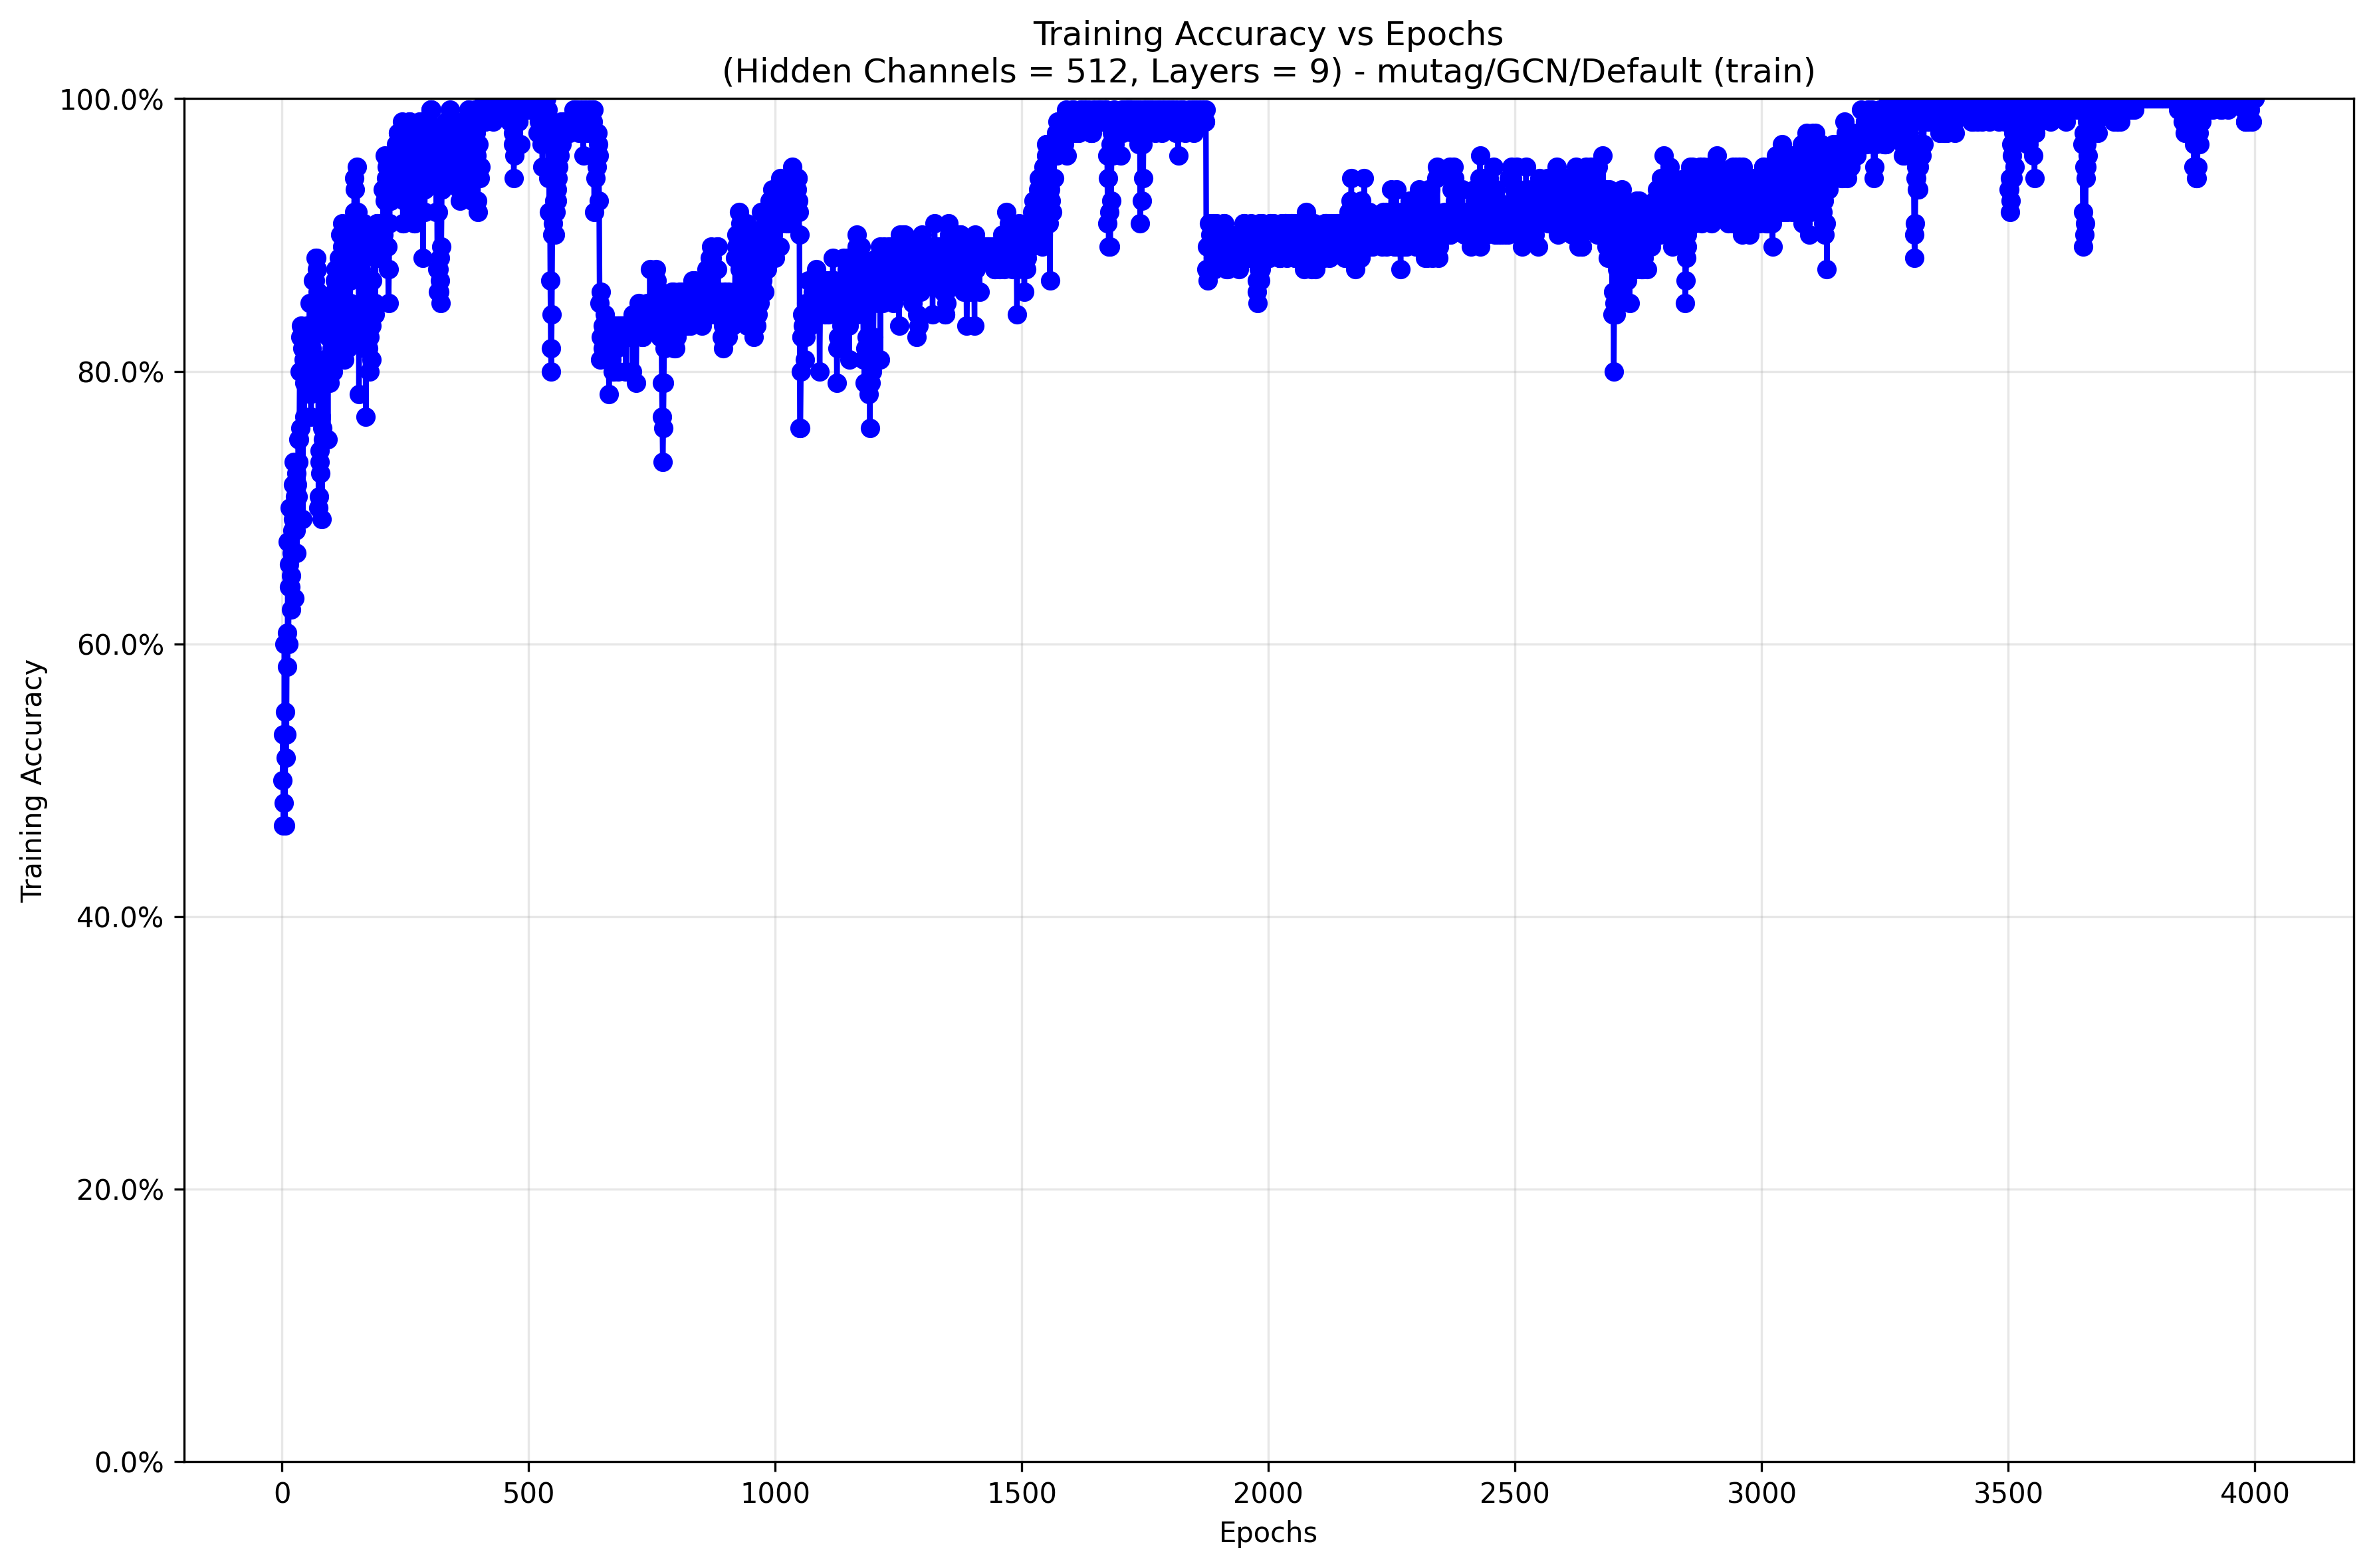 Training Accuracy vs Epochs
(Hidden Channels = 512, Layers = 9) - mutag/GCN/Default (train)
Training Accuracy
100.0%
80.0%
60.0%
40.0%
20.0%
0.0%
0 500 1000 1500 2000 2500 3000 3500 4000
Epochs